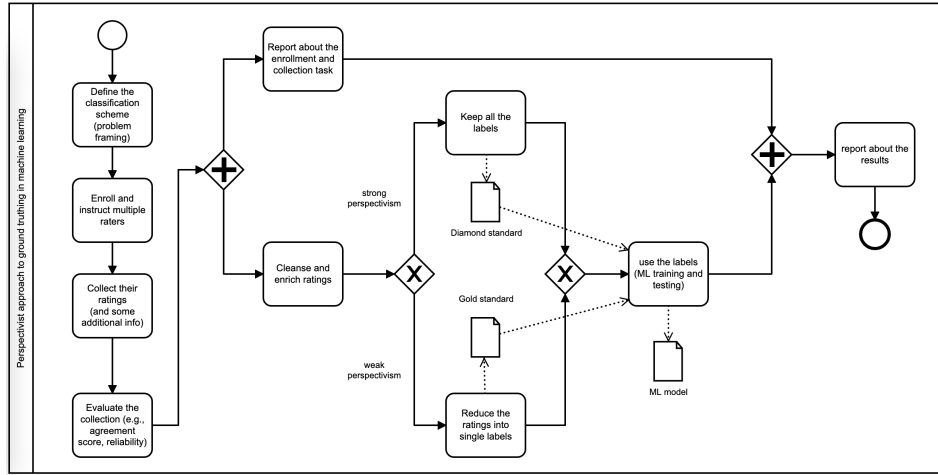 Perspectivist approach to ground truthing in machine learning
Define the
classification
scheme
(problem
framing)
Enroll and
instruct multiple
raters
Collect their
ratings
(and some
additional info)
Evaluate the
collection (e.g.,
agreement
score, reliability)
Report about the
enrollment and
collection task
Cleanse and
enrich ratings
strong
perspectivism
weak
perspectivism
Keep all the
labels
Diamond standard
Gold standard
Reduce the
ratings into
single labels
X
X
use the labels
(ML training and
testing)
ML model
report about the
results